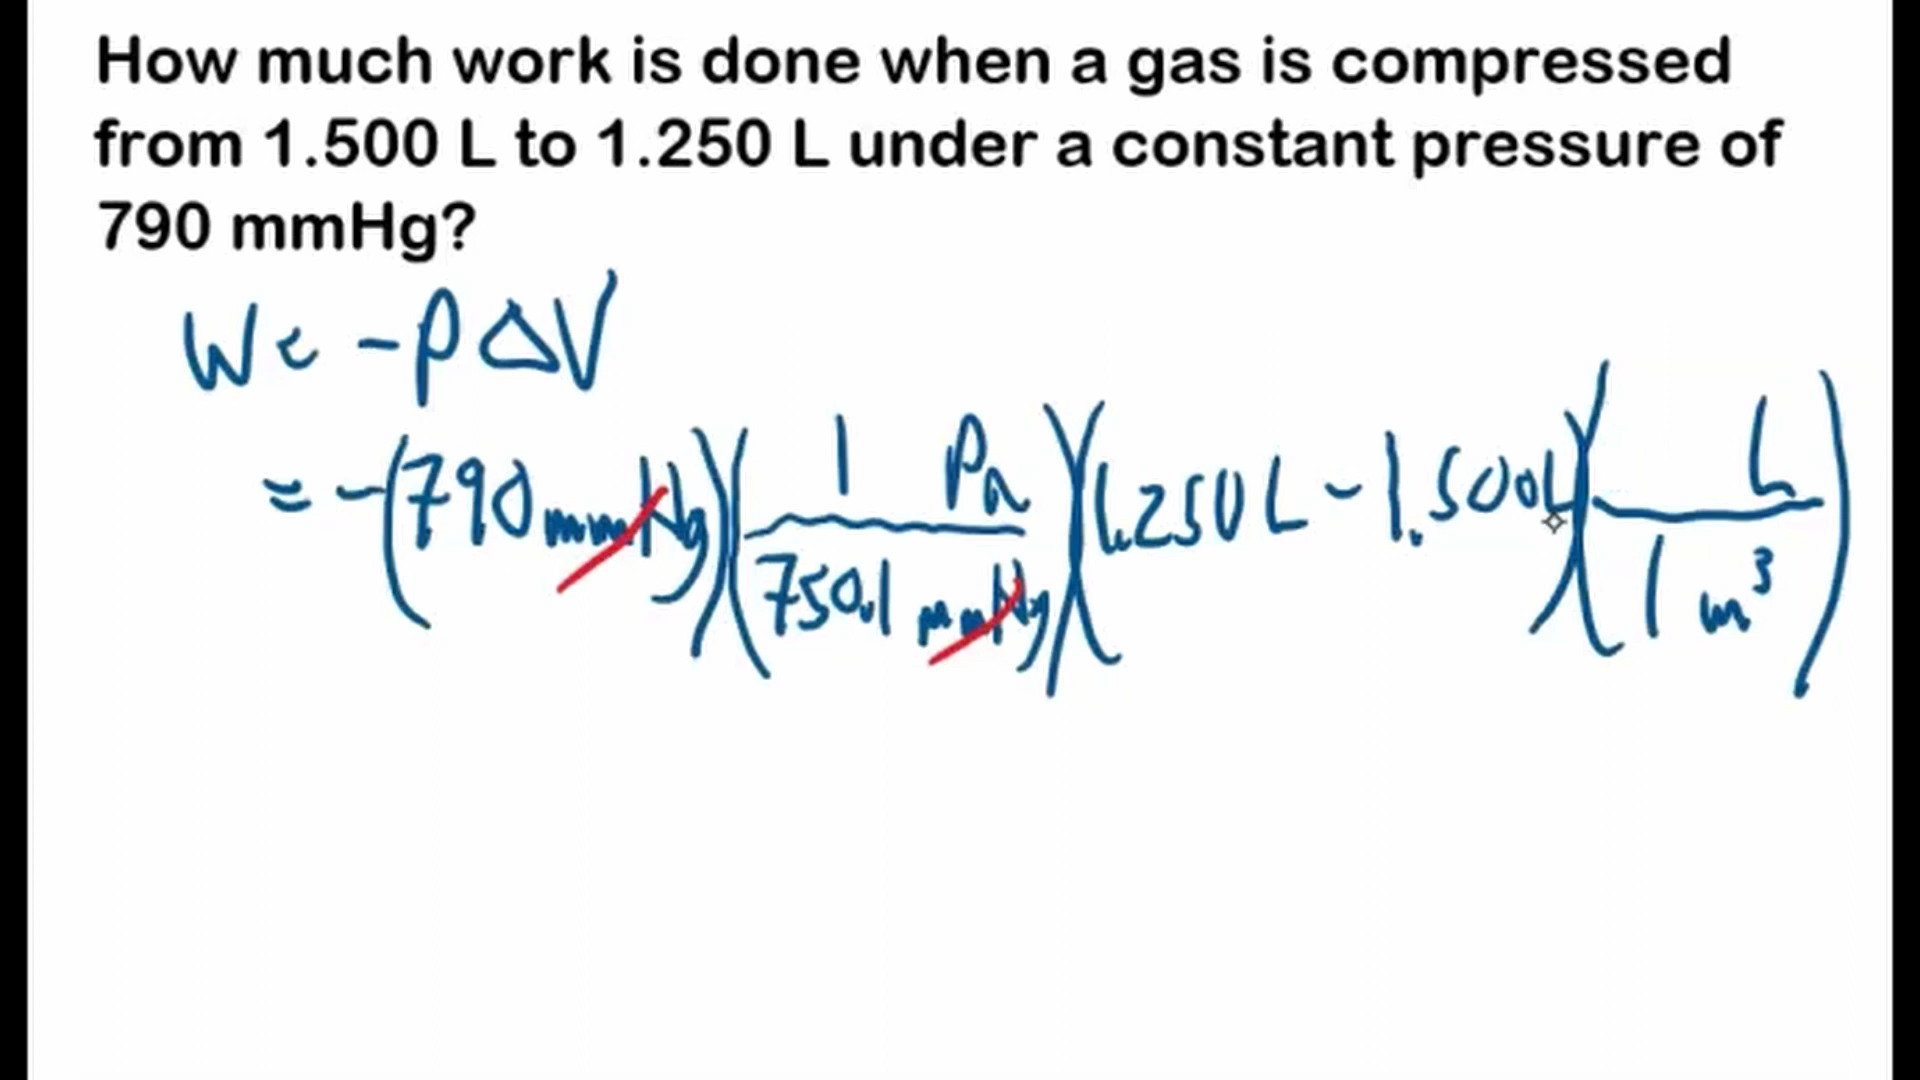 How much work is done when a gas is compressed
from 1.500 L to 1.250 L under a constant pressure of
790 mmHg?
W = -P ΔV
= -(790 mmHg)(1 Pa / 750.1 mmHg)(1.250 L - 1.500 L)(L / 1 m³)